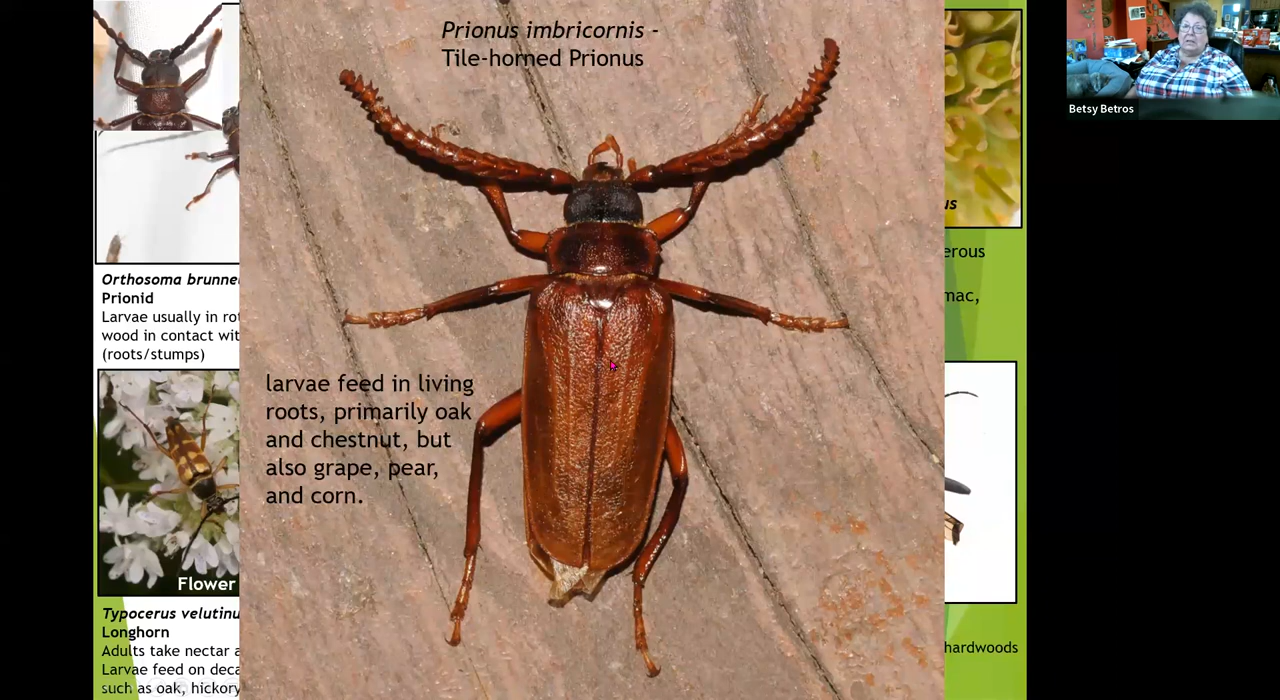 Prionus imbricornis -
Tile-horned Prionus
larvae feed in living
roots, primarily oak
and chestnut, but
also grape, pear,
and corn.
Orthosoma brunne
Prionid
Larvae usually in rot
wood in contact wit
(roots/stumps)
Flower
Typocerus velutinu
Longhorn
Adults take nectar a
Larvae feed on deca
such as oak, hickory
us
erous
mac,
hardwoods
Betsy Betros